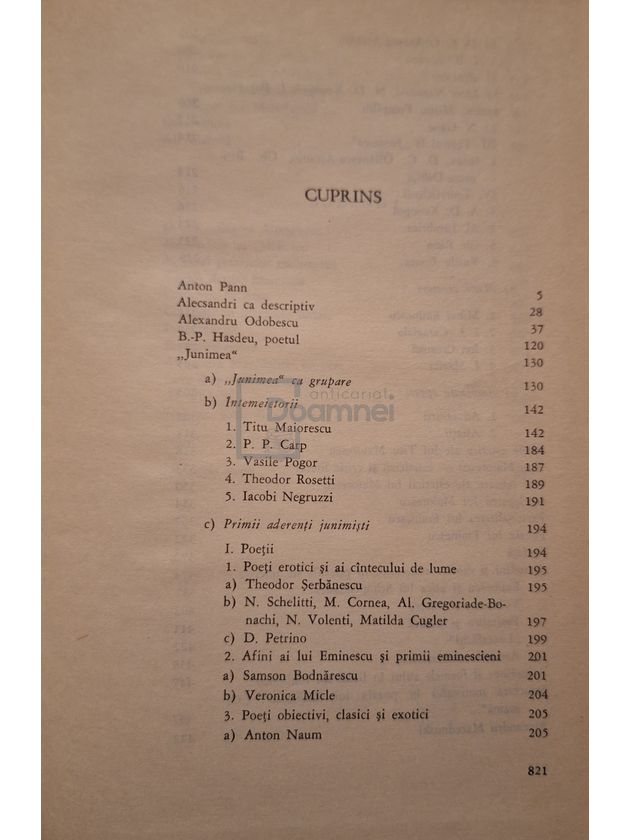 CUPRINS
Anton Pann 5
Alecsandri ca descriptiv 28
Alexandru Odobescu 37
B.-P. Hasdeu, poetul 120
„Junimea“ 130
a) „Junimea“ ca grupare 130
b) Întemeietorii 142
1. Titu Maiorescu 142
2. P. P. Carp 184
3. Vasile Pogor 187
4. Theodor Rosetti 189
5. Iacobi Negruzzi 191
c) Primii aderenți junimiști 194
I. Poeții 194
1. Poeți erotici și ai cîntecului de lume 195
a) Theodor Șerbănescu 195
b) N. Schelitti, M. Cornea, Al. Gregoriade-Bo-
nachi, N. Volenti, Matilda Cugler 197
c) D. Petrino 199
2. Afini ai lui Eminescu și primii eminescieni 201
a) Samson Bodnărescu 201
b) Veronica Micle 204
3. Poeți obiectivi, clasici și exotici 205
a) Anton Naum 205
821
anticariat
Doamnei